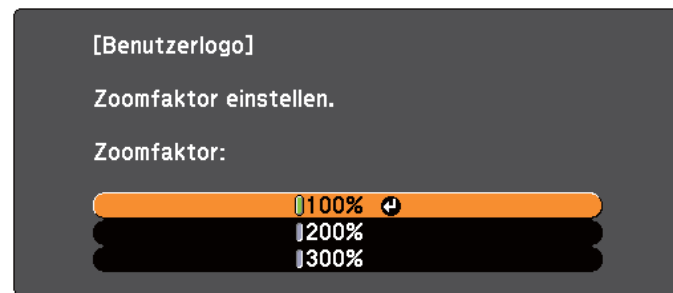 [Benutzerlogo]
Zoomfaktor einstellen.
Zoomfaktor:
100%
200%
300%